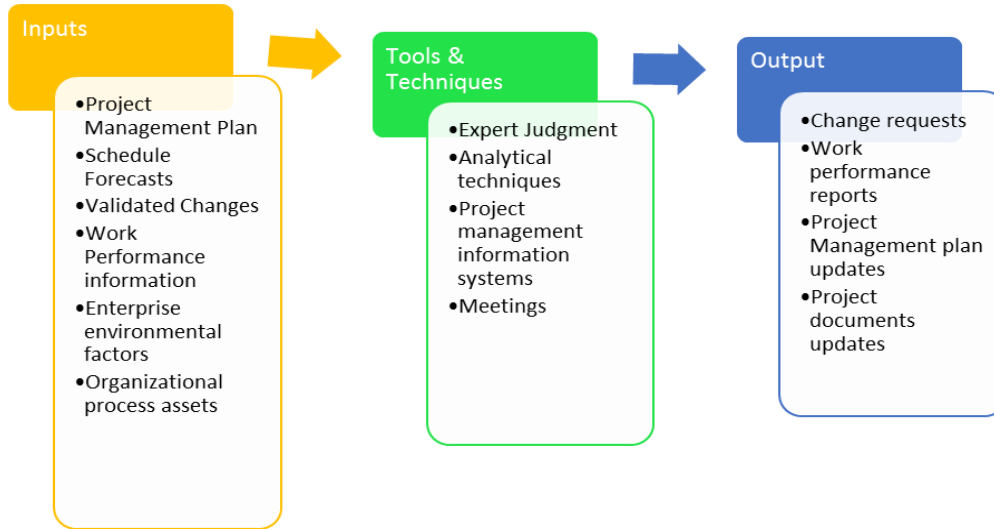 Inputs
•Project
Management Plan
•Schedule
Forecasts
•Validated Changes
•Work
Performance
information
•Enterprise
environmental
factors
•Organizational
process assets
Tools &
Techniques
•Expert Judgment
•Analytical
techniques
•Project
management
information
systems
•Meetings
Output
•Change requests
•Work
performance
reports
•Project
Management plan
updates
•Project
documents
updates